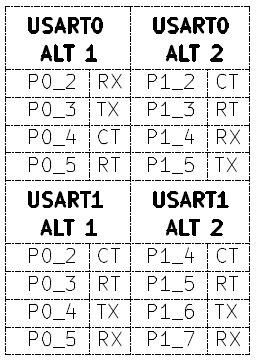 USART0 USART0
ALT 1 ALT 2
P0_2 RX P1_2 CT
P0_3 TX P1_3 RT
P0_4 CT P1_4 RX
P0_5 RT P1_5 TX
USART1 USART1
ALT 1 ALT 2
P0_2 CT P1_4 CT
P0_3 RT P1_5 RT
P0_4 TX P1_6 TX
P0_5 RX P1_7 RX